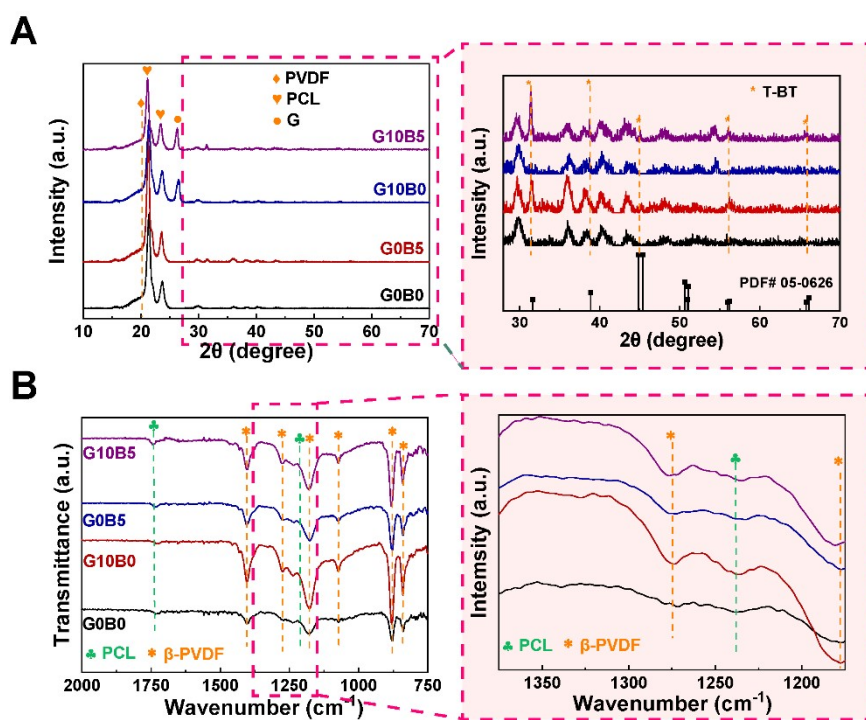 A
Intensity (a.u.)
♦ PVDF
♥ PCL
● G
G10B5
G10B0
G0B5
G0B0
10 20 30 40 50 60 70
2θ (degree)
Intensity (a.u.)
* T-BT
PDF# 05-0626
30 40 50 60 70
2θ (degree)
B
Transmittance (a.u.)
G10B5
G0B5
G10B0
G0B0
♣ PCL * β-PVDF
2000 1750 1500 1250 1000 750
Wavenumber (cm⁻¹)
Intemsity (a.u.)
♣ PCL * β-PVDF
1350 1300 1250 1200
Wavenumber (cm⁻¹)